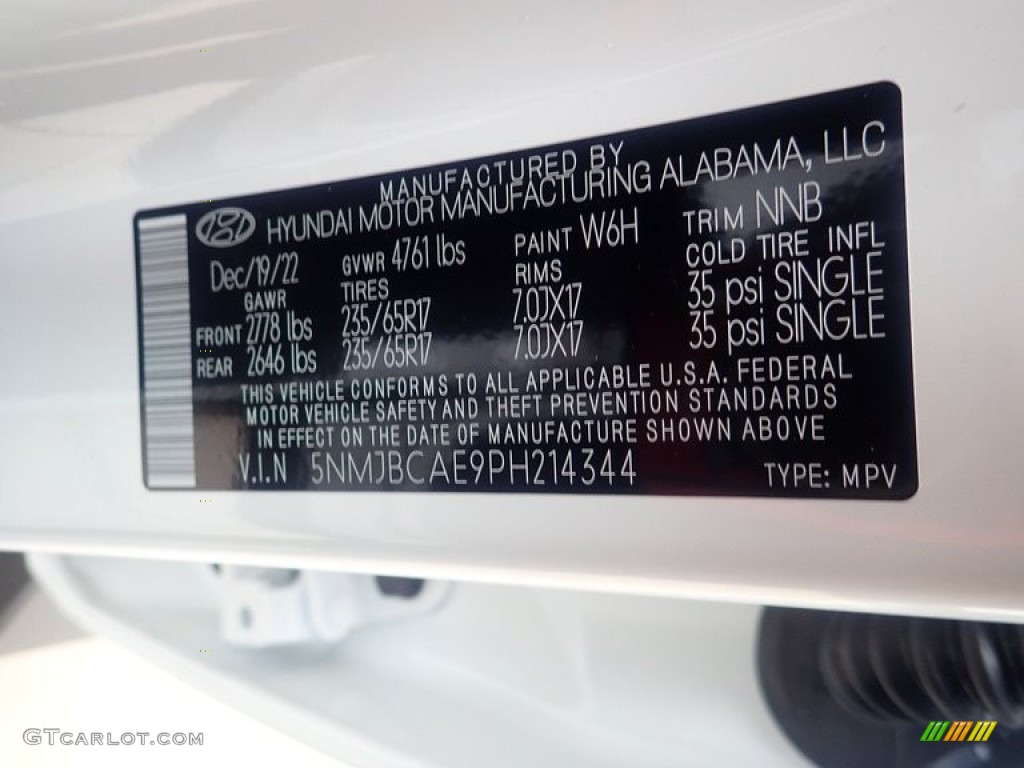 MANUFACTURED BY
HYUNDAI MOTOR MANUFACTURING ALABAMA, LLC
Dec/19/22 GVWR 4761 lbs PAINT W6H TRIM NNB
GAWR TIRES RIMS COLD TIRE INFL
FRONT 2778 lbs 235/65R17 7.0JX17 35 psi SINGLE
REAR 2646 lbs 235/65R17 7.0JX17 35 psi SINGLE
THIS VEHICLE CONFORMS TO ALL APPLICABLE U.S.A. FEDERAL
MOTOR VEHICLE SAFETY AND THEFT PREVENTION STANDARDS
IN EFFECT ON THE DATE OF MANUFACTURE SHOWN ABOVE
V.I.N 5NMJBCAE9PH214344 TYPE: MPV
GTCARLOT.COM